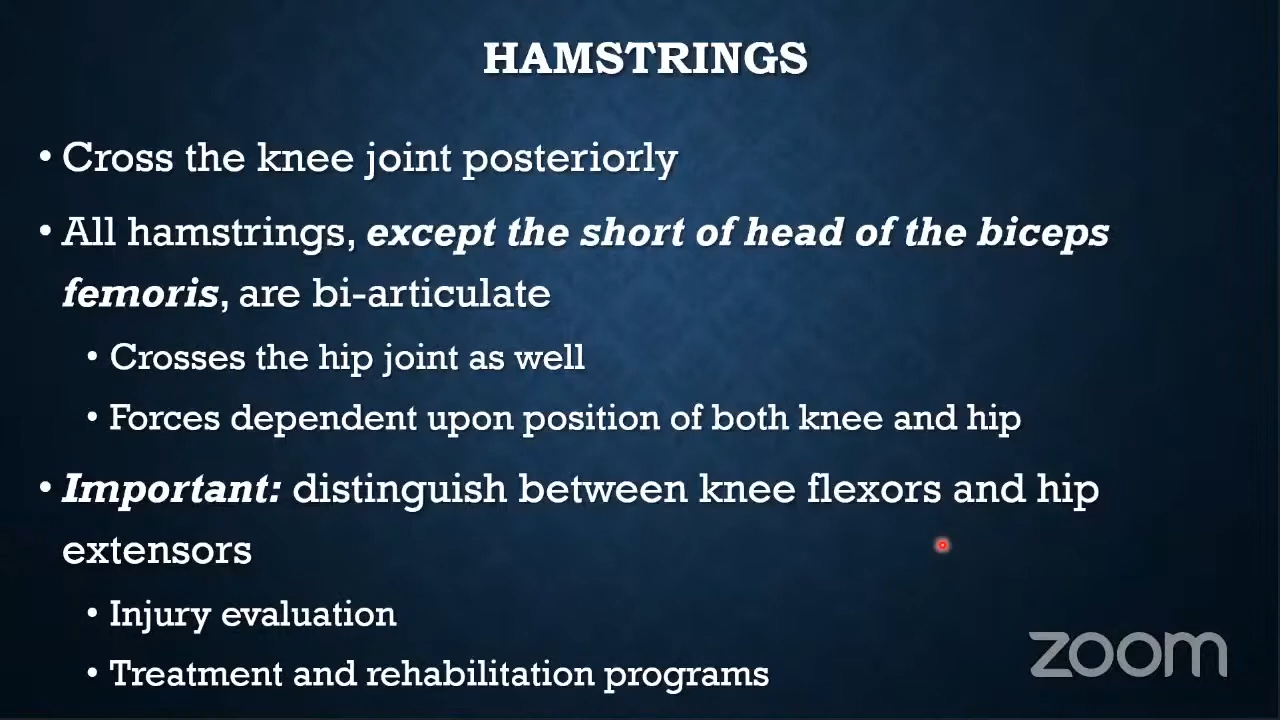 HAMSTRINGS
• Cross the knee joint posteriorly
• All hamstrings, except the short of head of the biceps
femoris, are bi-articulate
• Crosses the hip joint as well
• Forces dependent upon position of both knee and hip
• Important: distinguish between knee flexors and hip
extensors
• Injury evaluation
• Treatment and rehabilitation programs
zoom